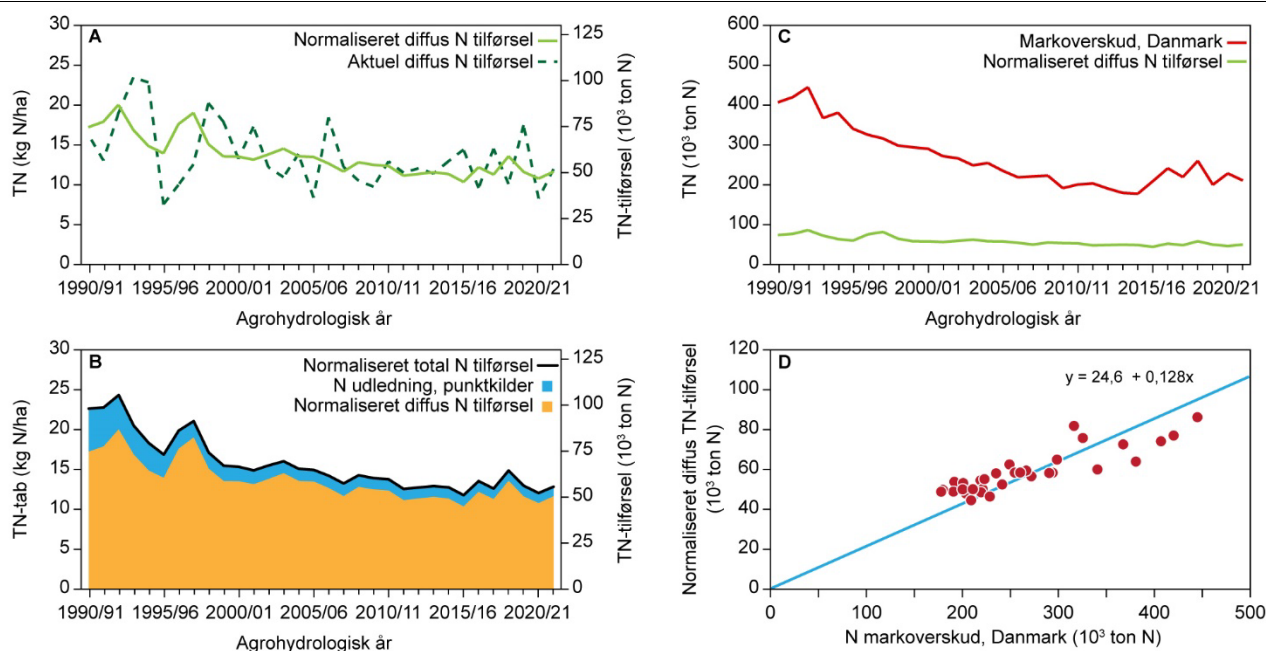 A
Normaliseret diffus N tilførsel
Aktuel diffus N tilførsel
TN (kg N/ha)
30
25
20
15
10
5
0
TN-tilførsel (10³ ton N)
125
100
75
50
25
0
1990/91 1995/96 2000/01 2005/06 2010/11 2015/16 2020/21
Agrohydrologisk år
C
Markoverskud, Danmark
Normaliseret diffus N tilførsel
TN (10³ ton N)
600
500
400
300
200
100
0
1990/91 1995/96 2000/01 2005/06 2010/11 2015/16 2020/21
Agrohydrologisk år
B
Normaliseret total N tilførsel
N udledning, punktkilder
Normaliseret diffus N tilførsel
TN-tab (kg N/ha)
30
25
20
15
10
5
0
TN-tilførsel (10³ ton N)
125
100
75
50
25
0
1990/91 1995/96 2000/01 2005/06 2010/11 2015/16 2020/21
Agrohydrologisk år
D
y = 24,6 + 0,128x
Normaliseret diffus TN-tilførsel
(10³ ton N)
120
100
80
60
40
20
0
0 100 200 300 400 500
N markoverskud, Danmark (10³ ton N)